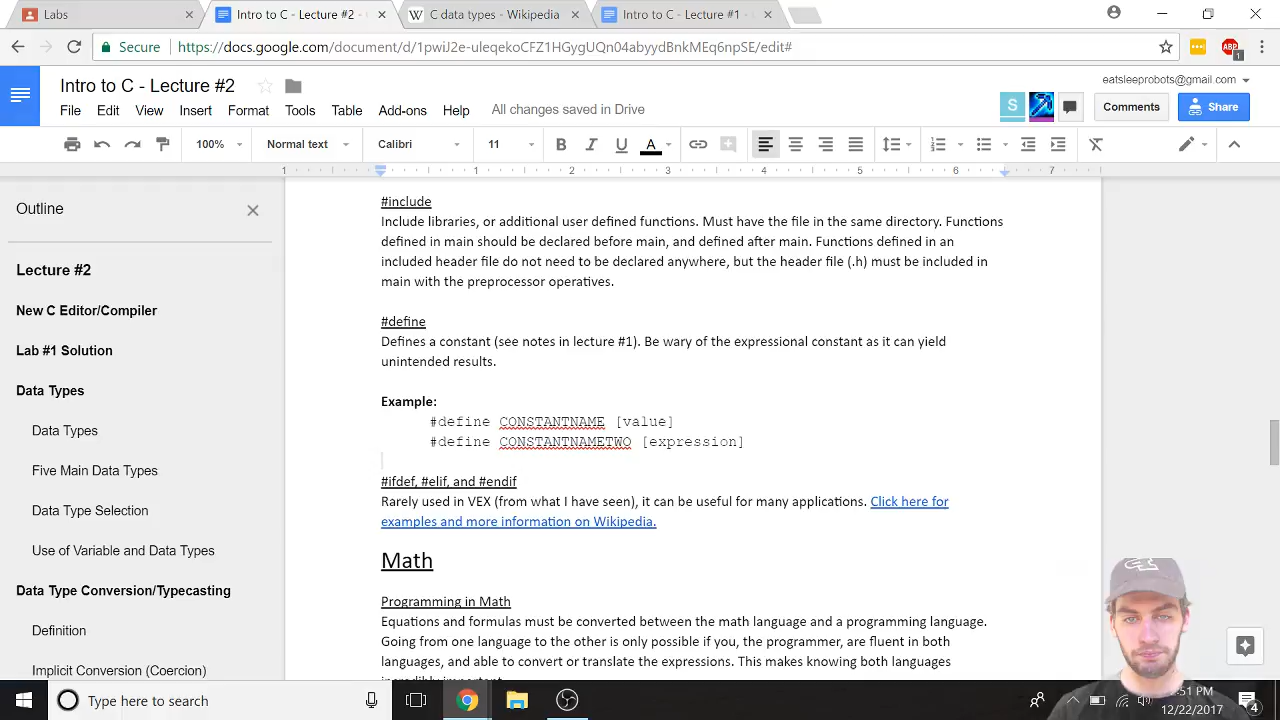 Labs
Intro to C - Lecture #2 -
C data types - Wikipedia
Intro to C - Lecture #1 -
Secure
https://docs.google.com/document/d/1pwiJ2e-uleqekoCFZ1HGygUQn04abyydBnkMEq6npSE/edit#
ABP
1
Intro to C - Lecture #2
eatsleeprobots@gmail.com
File Edit View Insert Format Tools Table Add-ons Help All changes saved in Drive
S
Comments
Share
100% Normal text Calibri 11 B I U A
1 1 2 3 4 5 6 7
Outline
Lecture #2
New C Editor/Compiler
Lab #1 Solution
Data Types
Data Types
Five Main Data Types
Data Type Selection
Use of Variable and Data Types
Data Type Conversion/Typecasting
Definition
Implicit Conversion (Coercion)
#include
Include libraries, or additional user defined functions. Must have the file in the same directory. Functions
defined in main should be declared before main, and defined after main. Functions defined in an
included header file do not need to be declared anywhere, but the header file (.h) must be included in
main with the preprocessor operatives.
#define
Defines a constant (see notes in lecture #1). Be wary of the expressional constant as it can yield
unintended results.
Example:
#define CONSTANTNAME [value]
#define CONSTANTNAMETWO [expression]
#ifdef, #elif, and #endif
Rarely used in VEX (from what I have seen), it can be useful for many applications. Click here for
examples and more information on Wikipedia.
Math
Programming in Math
Equations and formulas must be converted between the math language and a programming language.
Going from one language to the other is only possible if you, the programmer, are fluent in both
languages, and able to convert or translate the expressions. This makes knowing both languages
Type here to search
:51 PM
12/22/2017
4